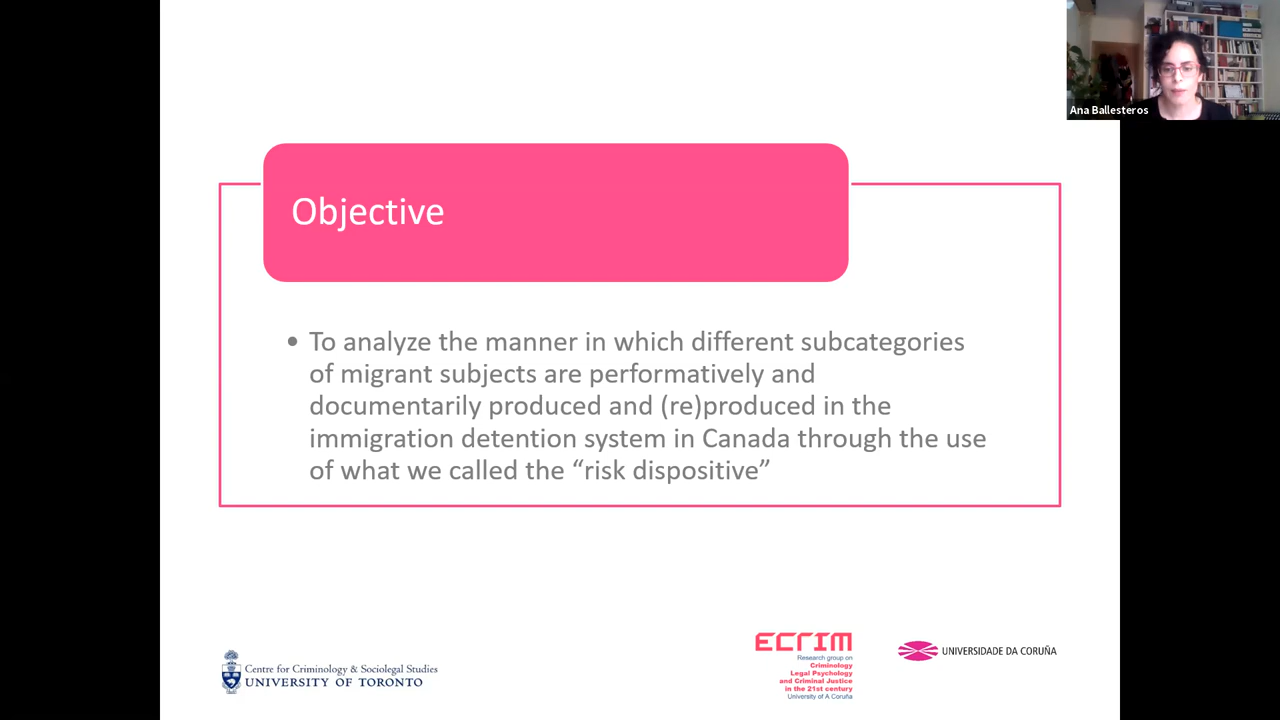 Ana Ballesteros
Objective
• To analyze the manner in which different subcategories
of migrant subjects are performatively and
documentarily produced and (re)produced in the
immigration detention system in Canada through the use
of what we called the “risk dispositive”
Centre for Criminology & Sociolegal Studies
UNIVERSITY OF TORONTO
ECRIM
Research group on
Criminology
Legal Psychology
and Criminal Justice
in the 21st century
University of A Coruña
UNIVERSIDADE DA CORUÑA